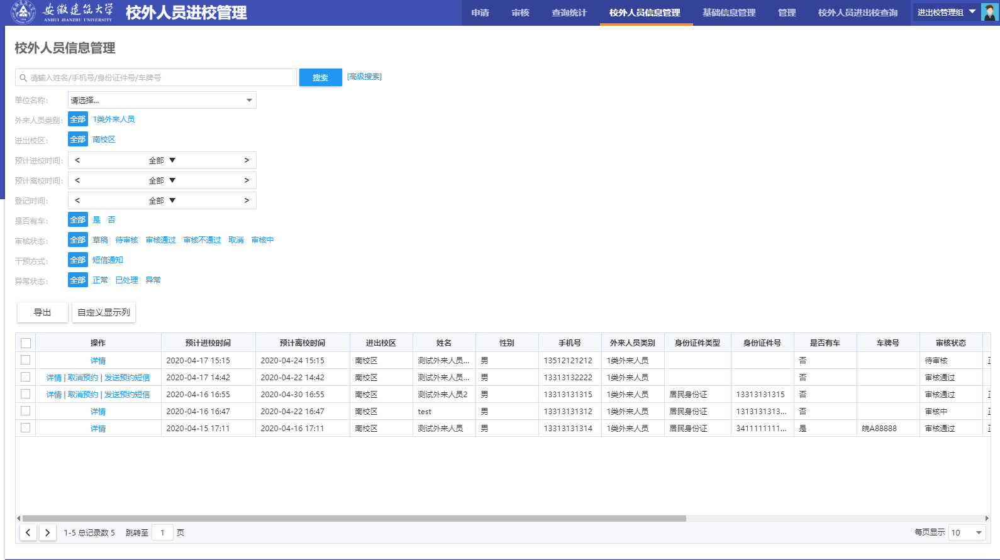 安徽建筑大学
ANHUI JIANZHU UNIVERSITY
校外人员进校管理
申请 审核 查询统计 校外人员信息管理 基础信息管理 管理 校外人员进出校查询 进出校管理组
校外人员信息管理
请输入姓名/手机号/身份证件号/车牌号 搜索 [高级搜索]
单位名称: 请选择...
外来人员类别: 全部 1类外来人员
进出校区: 全部 南校区
预计进校时间: < 全部 ▼ >
预计离校时间: < 全部 ▼ >
登记时间: < 全部 ▼ >
是否有车: 全部 是 否
审核状态: 全部 草稿 待审核 审核通过 审核不通过 取消 审核中
干预方式: 全部 短信通知
异常状态: 全部 正常 已处理 异常
导出 自定义显示列
操作 预计进校时间 预计离校时间 进出校区 姓名 性别 手机号 外来人员类别 身份证件类型 身份证件号 是否有车 车牌号 审核状态
详情 2020-04-17 15:15 2020-04-24 15:15 南校区 测试外来人员... 男 13512121212 1类外来人员 否 待审核
详情 | 取消预约 | 发送预约短信 2020-04-17 14:42 2020-04-22 14:42 南校区 测试外来人员... 男 13313132222 1类外来人员 否 审核通过
详情 | 取消预约 | 发送预约短信 2020-04-16 16:55 2020-04-30 16:55 南校区 测试外来人员2 男 13313131315 1类外来人员 居民身份证 13313131315 否 审核通过
详情 2020-04-16 16:47 2020-04-22 16:47 南校区 test 男 13313131312 1类外来人员 居民身份证 1313131313... 否 审核中
详情 2020-04-15 17:11 2020-04-16 17:11 南校区 测试外来人员 男 13313131314 1类外来人员 居民身份证 3411111111... 是 皖A88888 审核通过
1-5 总记录数 5 跳转至 1 页 每页显示 10